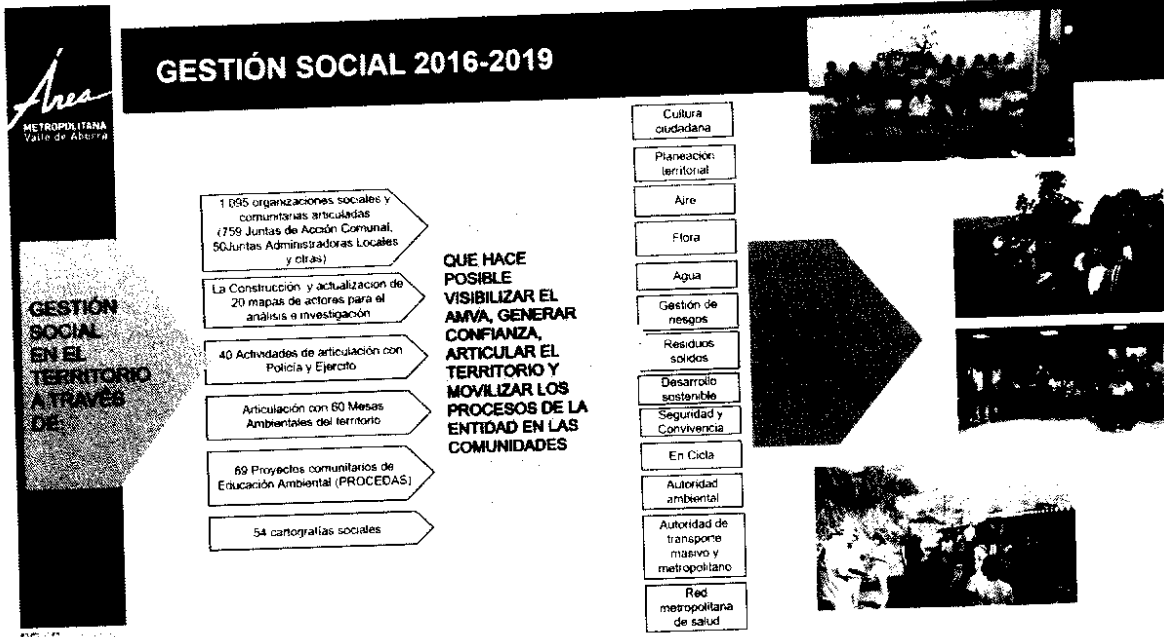 Área
METROPOLITANA
Valle de Aburrá
GESTIÓN SOCIAL 2016-2019
GESTIÓN
SOCIAL
EN EL
TERRITORIO
A TRAVÉS
DE:
1.095 organizaciones sociales y
comunitarias articuladas
(759 Juntas de Acción Comunal,
50Juntas Administradoras Locales
y otras)
La Construcción y actualización de
20 mapas de actores para el
análisis e investigación
40 Actividades de articulación con
Policía y Ejercito
Articulación con 60 Mesas
Ambientales del territorio
69 Proyectos comunitarios de
Educación Ambiental (PROCEDAS)
54 cartografías sociales
QUE HACE
POSIBLE
VISIBILIZAR EL
AMVA, GENERAR
CONFIANZA,
ARTICULAR EL
TERRITORIO Y
MOVILIZAR LOS
PROCESOS DE LA
ENTIDAD EN LAS
COMUNIDADES
Cultura
ciudadana
Planeación
territorial
Aire
Flora
Agua
Gestión de
riesgos
Residuos
solidos
Desarrollo
sostenible
Seguridad y
Convivencia
En Cicla
Autoridad
ambiental
Autoridad de
transporte
masivo y
metropolitano
Red
metropolitana
de salud